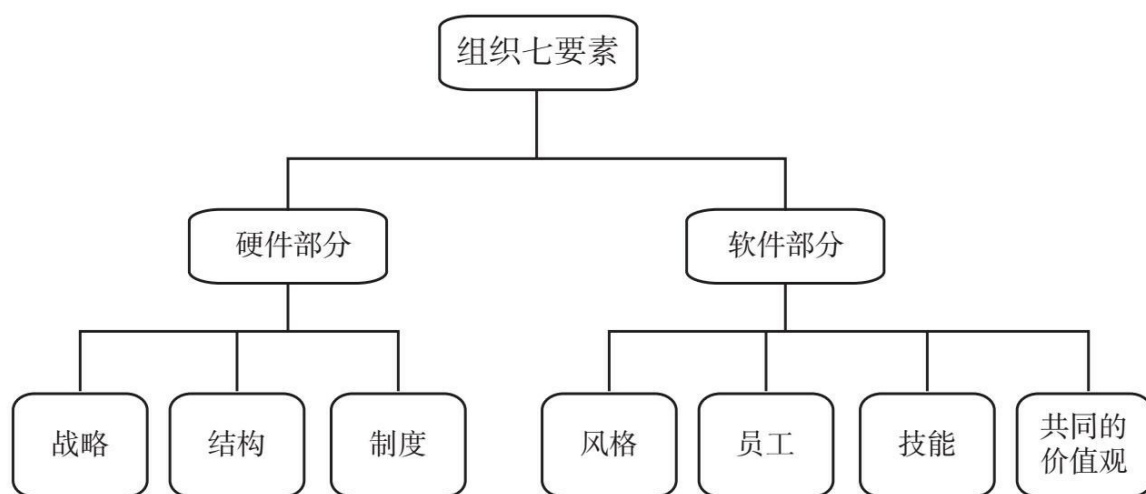 组织七要素
硬件部分
软件部分
战略
结构
制度
风格
员工
技能
共同的
价值观